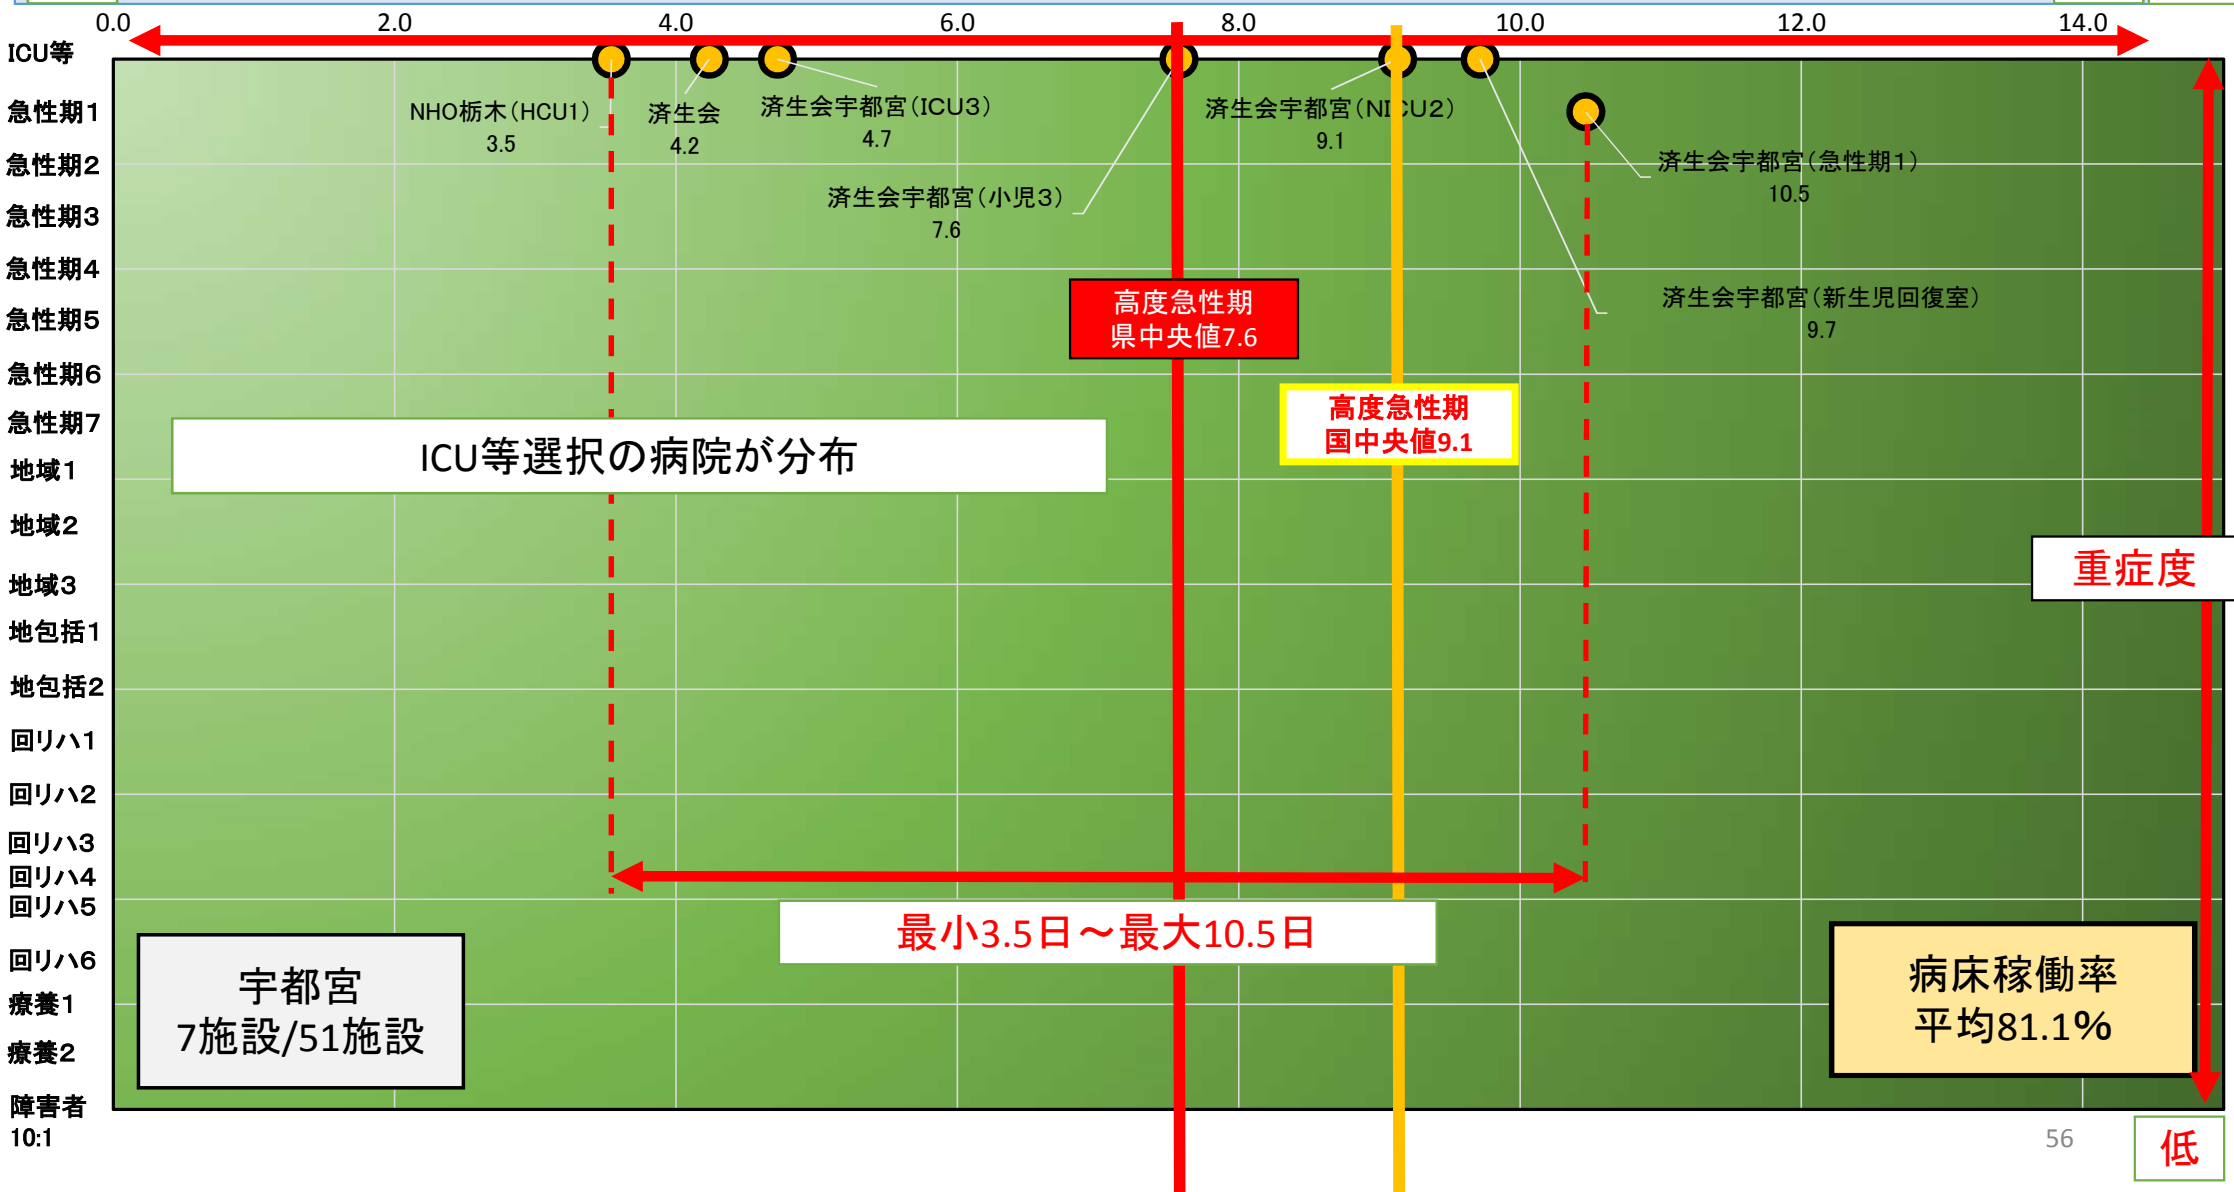 0.0 2.0 4.0 6.0 8.0 10.0 12.0 14.0
ICU等
急性期1
急性期2
急性期3
急性期4
急性期5
急性期6
急性期7
地域1
地域2
地域3
地包括1
地包括2
回リハ1
回リハ2
回リハ3
回リハ4
回リハ5
回リハ6
療養1
療養2
障害者
10:1
NHO栃木(HCU1)
3.5
済生会
4.2
済生会宇都宮(ICU3)
4.7
済生会宇都宮(小児3)
7.6
済生会宇都宮(NICU2)
9.1
済生会宇都宮(急性期1)
10.5
済生会宇都宮(新生児回復室)
9.7
高度急性期
県中央値7.6
高度急性期
国中央値9.1
ICU等選択の病院が分布
重症度
最小3.5日～最大10.5日
宇都宮
7施設/51施設
病床稼働率
平均81.1%
56
低